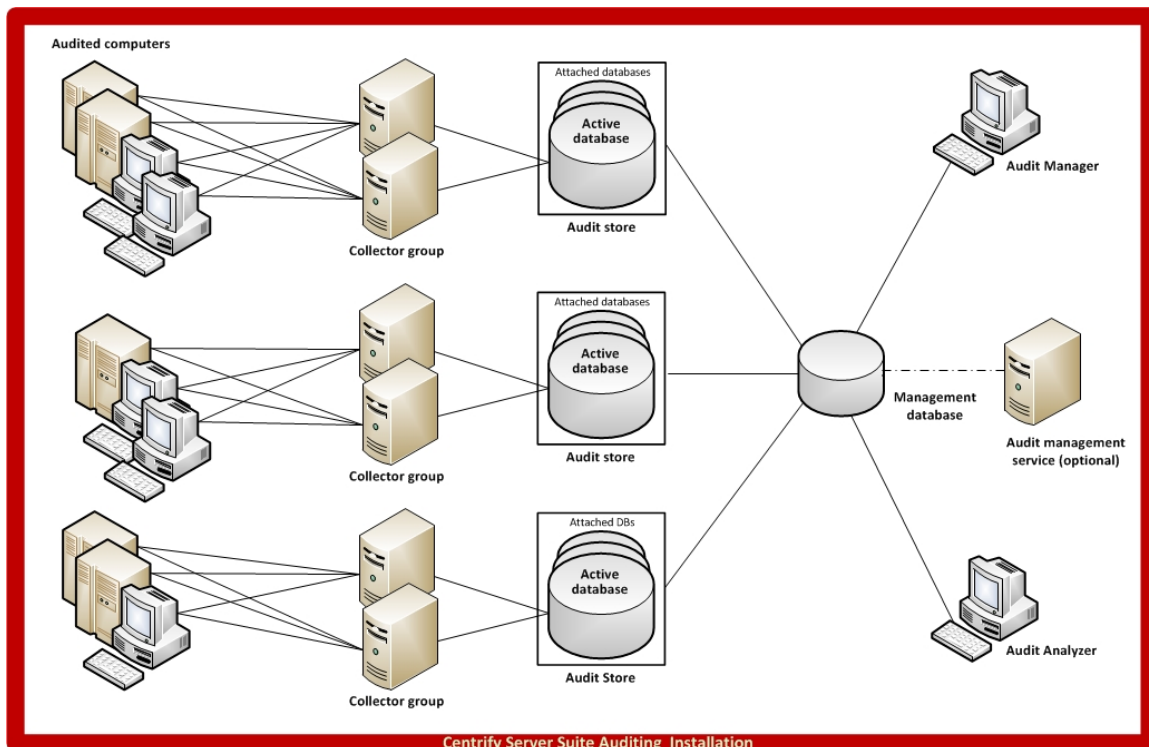 Audited computers
Attached databases
Active
database
Audit store
Collector group
Audit Manager
Attached databases
Active
database
Audit store
Collector group
Management
database
Audit management
service (optional)
Attached DBs
Active
database
Audit Store
Collector group
Audit Analyzer
Centrify Server Suite Auditing Installation